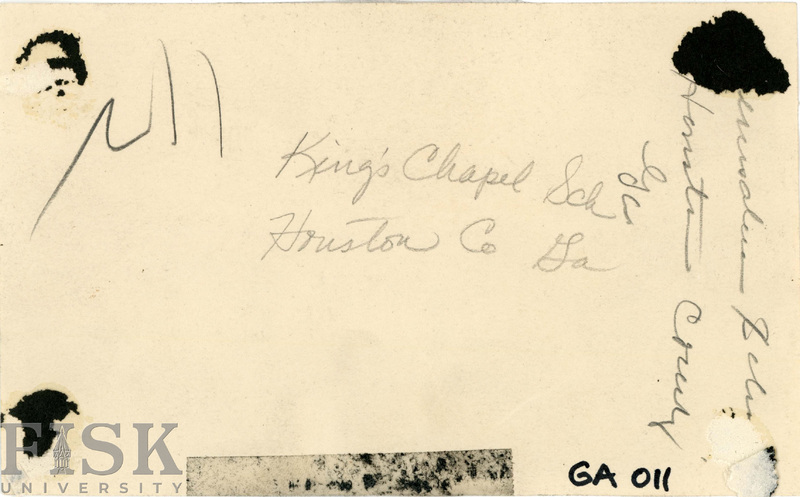 King's Chapel Sch
Houston Co Ga
Houston County
Ga
GA 011
FISK
UNIVERSITY